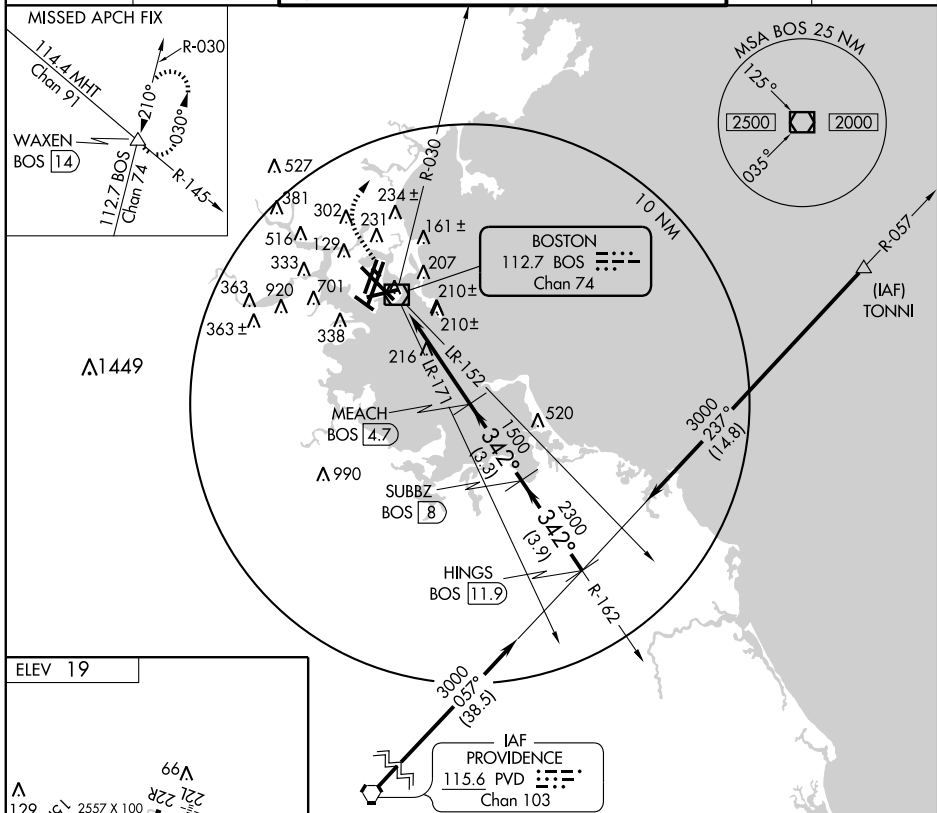 MISSED APCH FIX
R-030
114.4 MHT
Chan 91
210°
030°
WAXEN
BOS 14
R-145
112.7 BOS
Chan 74
MSA BOS 25 NM
125°
2500
2000
035°
R-030
10 NM
527
381
302
234 ±
231
161 ±
516
129
207
333
363
920
701
210±
210±
363 ±
338
216
1449
BOSTON
112.7 BOS
Chan 74
R-057
(IAF)
TONNI
LR-152
LR-171
MEACH
BOS 4.7
520
3000
237°
(14.8)
1500
342°
(3.3)
990
SUBBZ
BOS 8
2300
342°
(3.9)
HINGS
BOS 11.9
R-162
3000
057°
(38.5)
IAF
PROVIDENCE
115.6 PVD
Chan 103
ELEV 19
99
22L
22R
129
2557 X 100